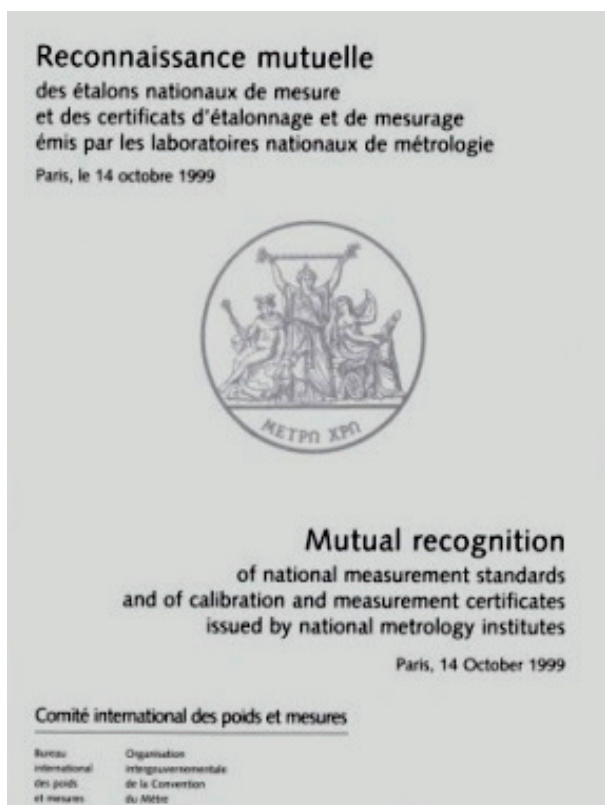 Reconnaissance mutuelle
des étalons nationaux de mesure
et des certificats d'étalonnage et de mesurage
émis par les laboratoires nationaux de métrologie
Paris, le 14 octobre 1999
ΜΕΤΡΩ ΧΡΩ
Mutual recognition
of national measurement standards
and of calibration and measurement certificates
issued by national metrology institutes
Paris, 14 October 1999
Comité international des poids et mesures
Bureau
international
des poids
et mesures
Organisation
intergouvernementale
de la Convention
du Mètre